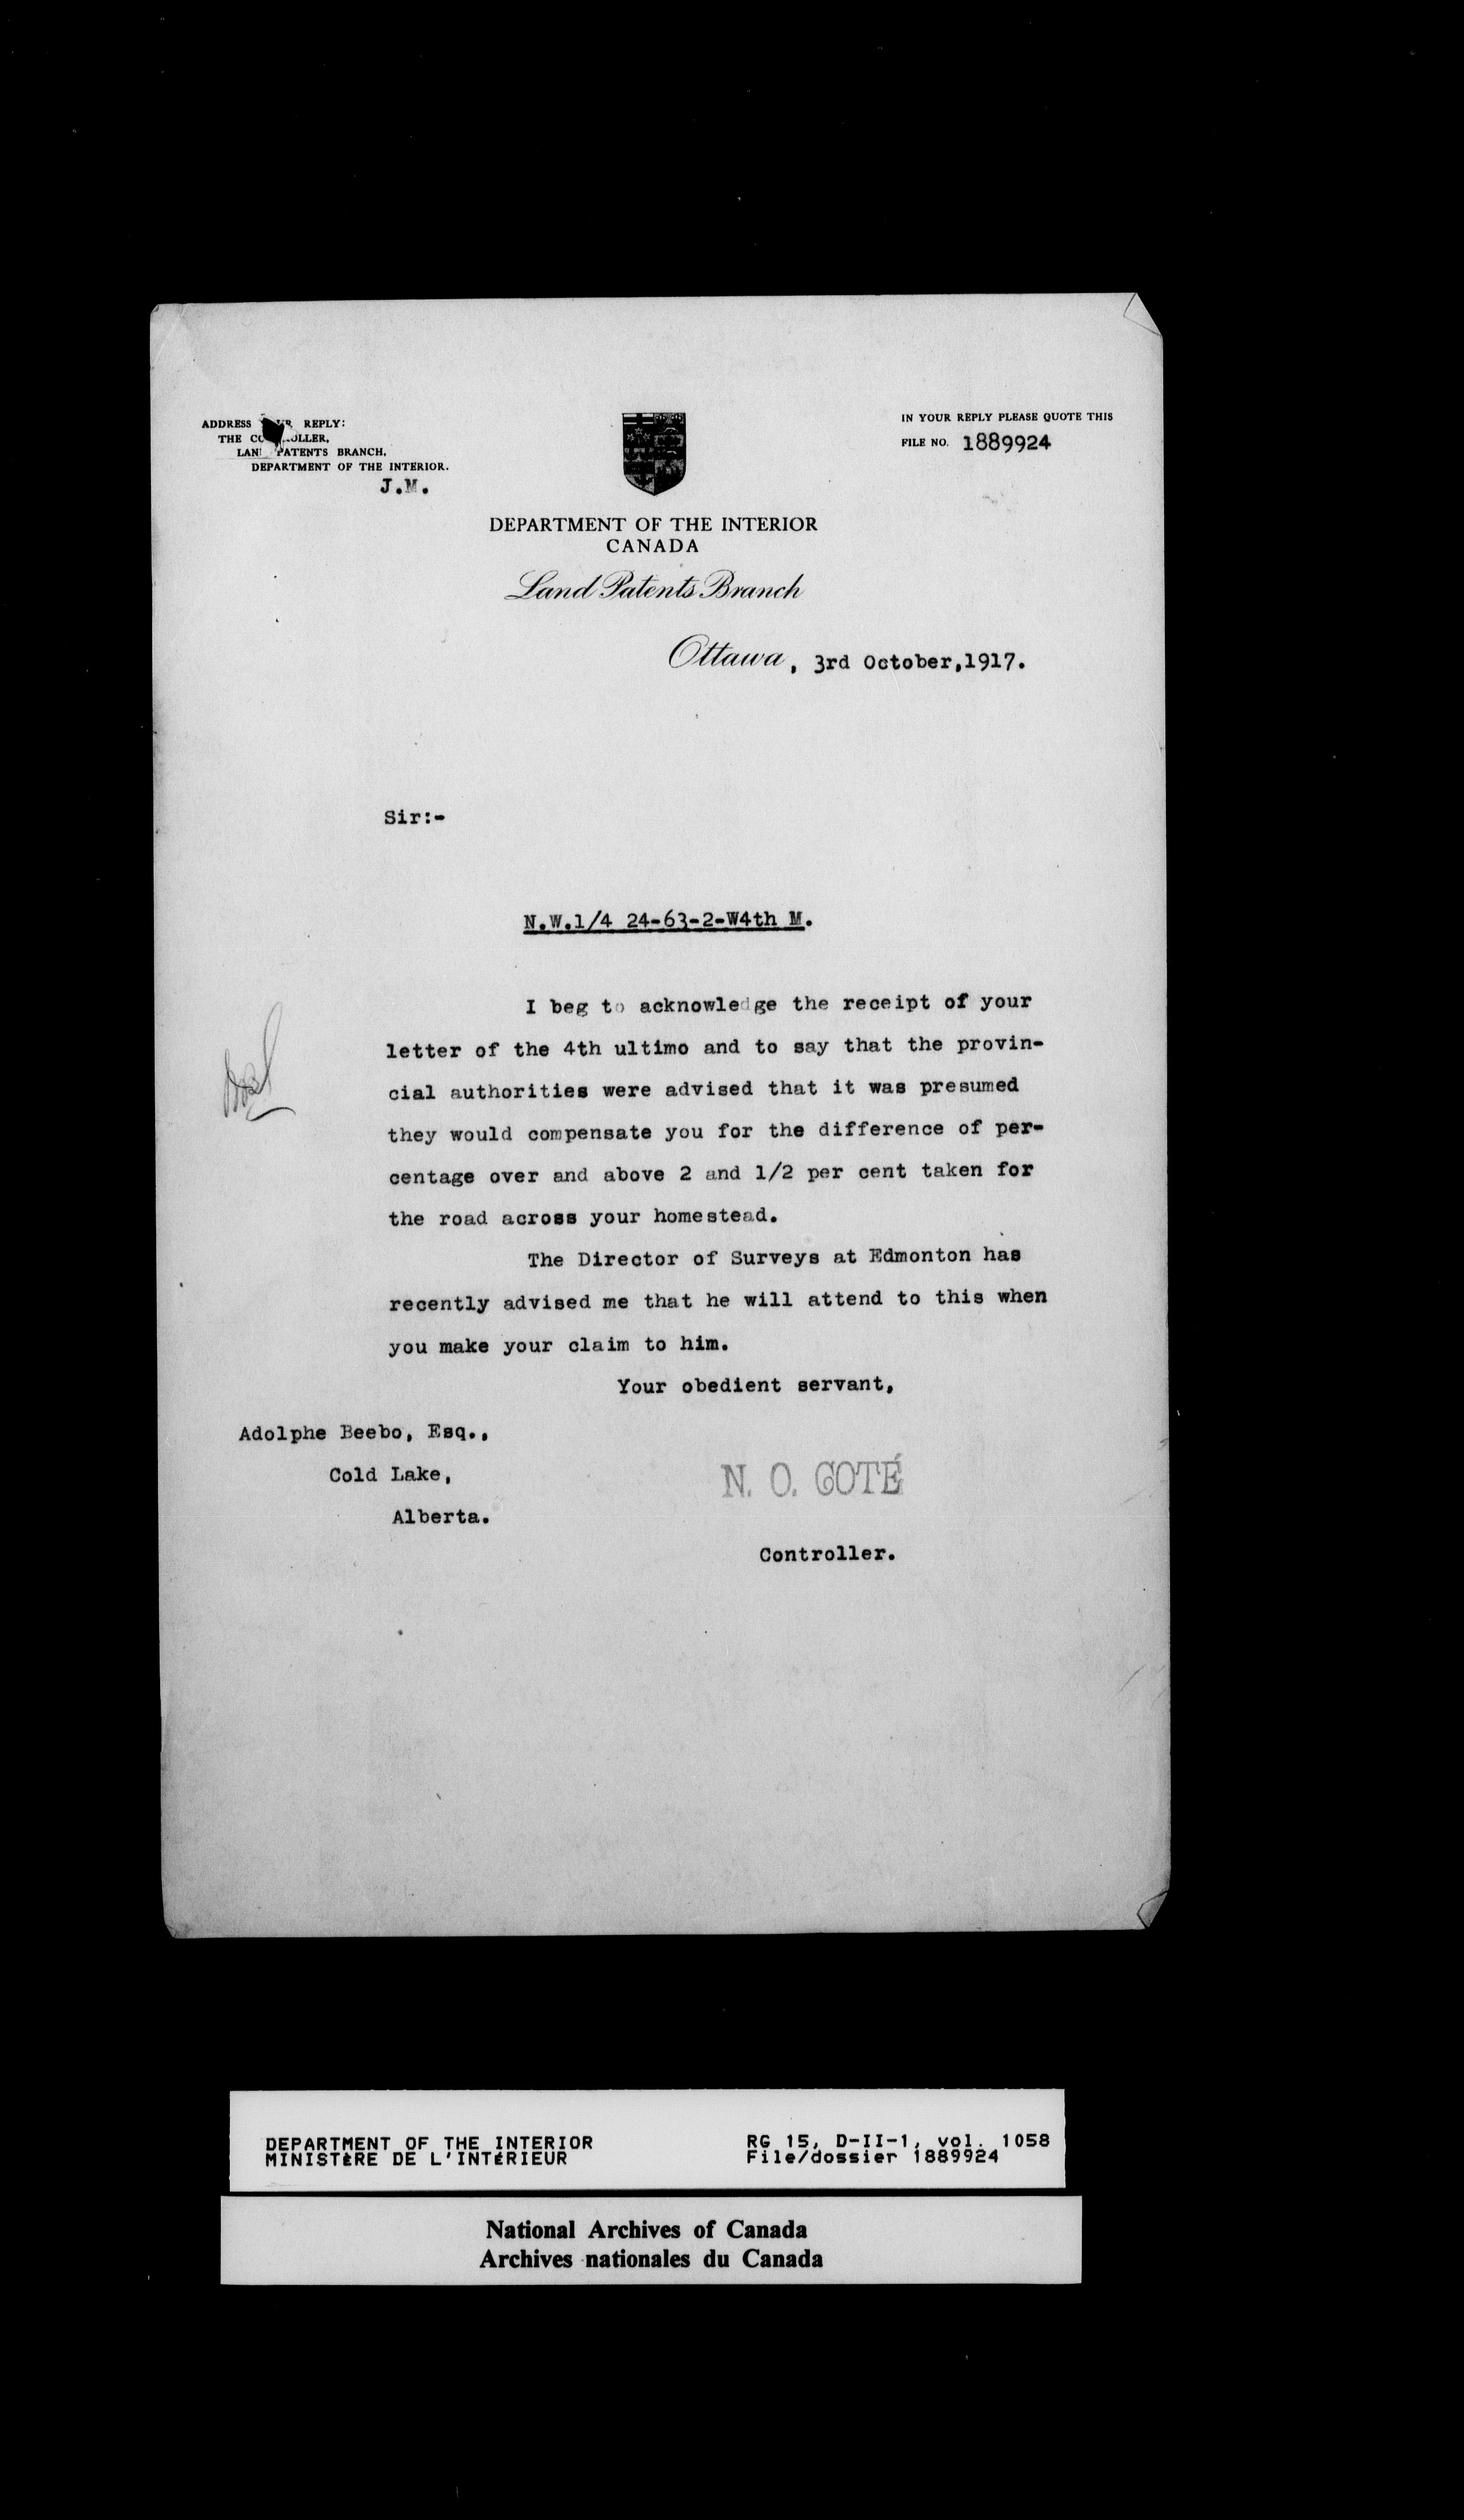 ADDRESS REPLY:
THE
PATENTS BRANCH,
DEPARTMENT OF THE INTERIOR.
J.M.
IN YOUR REPLY PLEASE QUOTE THIS
FILE NO. 1889924
DEPARTMENT OF THE INTERIOR
CANADA
Land Patents Branch
Ottawa, 3rd October,1917.
Sir:-
N.W.1/4 24-63-2-W4th M.
I beg to acknowledge the receipt of your
letter of the 4th ultimo and to say that the provin-
cial authorities were advised that it was presumed
they would compensate you for the difference of per-
centage over and above 2 and 1/2 per cent taken for
the road across your homestead.
The Director of Surveys at Edmonton has
recently advised me that he will attend to this when
you make your claim to him.
Your obedient servant,
Adolphe Beebo, Esq.,
Cold Lake,
Alberta.
N. O. COTÉ
Controller.
DEPARTMENT OF THE INTERIOR
MINISTÈRE DE L'INTÉRIEUR
RG 15, D-II-1, vol. 1058
File/dossier 1889924
National Archives of Canada
Archives nationales du Canada